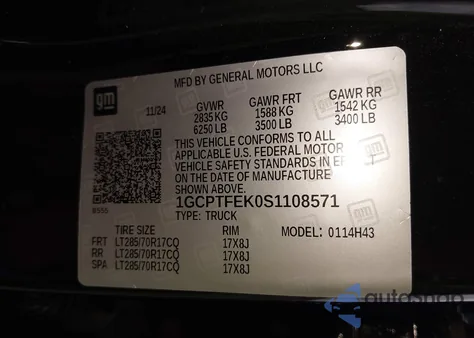 MFD BY GENERAL MOTORS LLC
gm
11/24 GVWR GAWR FRT GAWR RR
2835 KG 1588 KG 1542 KG
6250 LB 3500 LB 3400 LB
THIS VEHICLE CONFORMS TO ALL
APPLICABLE U.S. FEDERAL MOTOR
VEHICLE SAFETY STANDARDS IN EFFECT
ON THE DATE OF MANUFACTURE
SHOWN ABOVE.
1GCPTFEK0S1108571
B555
TYPE: TRUCK
TIRE SIZE RIM MODEL: 0114H43
FRT LT285/70R17CQ 17X8J
RR LT285/70R17CQ 17X8J
SPA LT285/70R17CQ 17X8J
autosnap